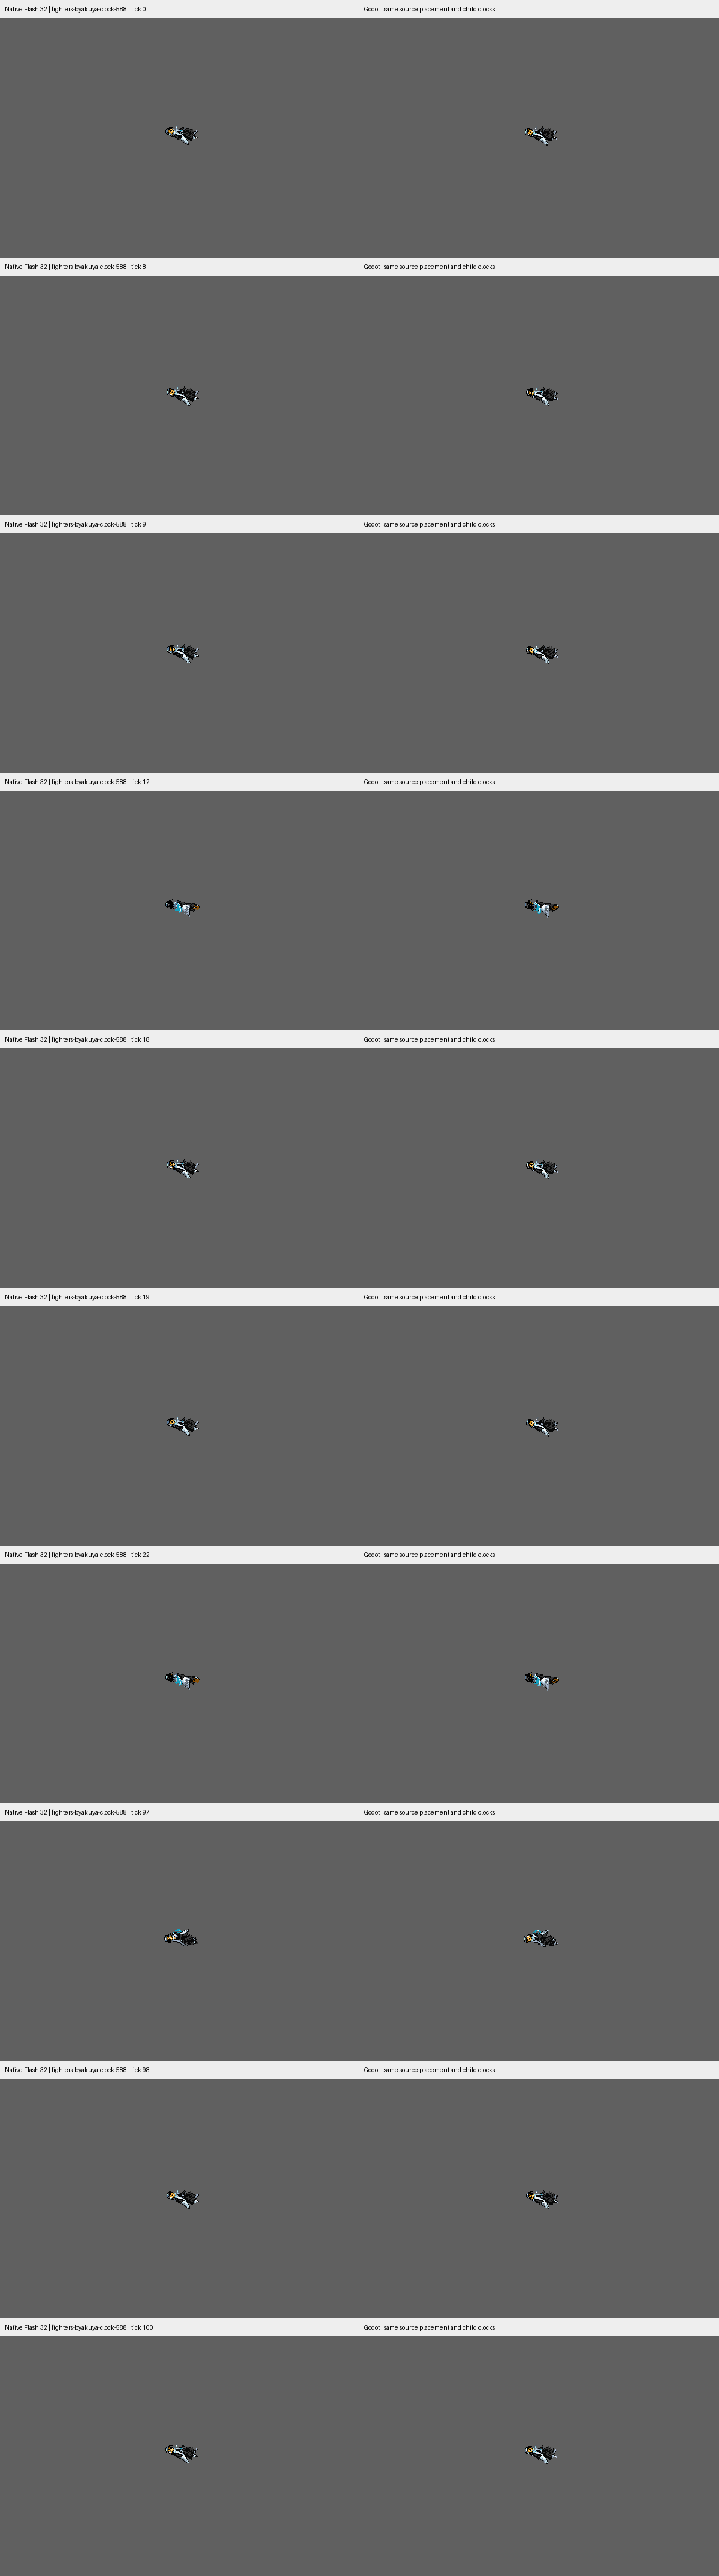 Native Flash 32 | fighters-byakuya-clock-588 | tick 0
Godot | same source placement and child clocks
Native Flash 32 | fighters-byakuya-clock-588 | tick 8
Godot | same source placement and child clocks
Native Flash 32 | fighters-byakuya-clock-588 | tick 9
Godot | same source placement and child clocks
Native Flash 32 | fighters-byakuya-clock-588 | tick 12
Godot | same source placement and child clocks
Native Flash 32 | fighters-byakuya-clock-588 | tick 18
Godot | same source placement and child clocks
Native Flash 32 | fighters-byakuya-clock-588 | tick 19
Godot | same source placement and child clocks
Native Flash 32 | fighters-byakuya-clock-588 | tick 22
Godot | same source placement and child clocks
Native Flash 32 | fighters-byakuya-clock-588 | tick 97
Godot | same source placement and child clocks
Native Flash 32 | fighters-byakuya-clock-588 | tick 98
Godot | same source placement and child clocks
Native Flash 32 | fighters-byakuya-clock-588 | tick 100
Godot | same source placement and child clocks